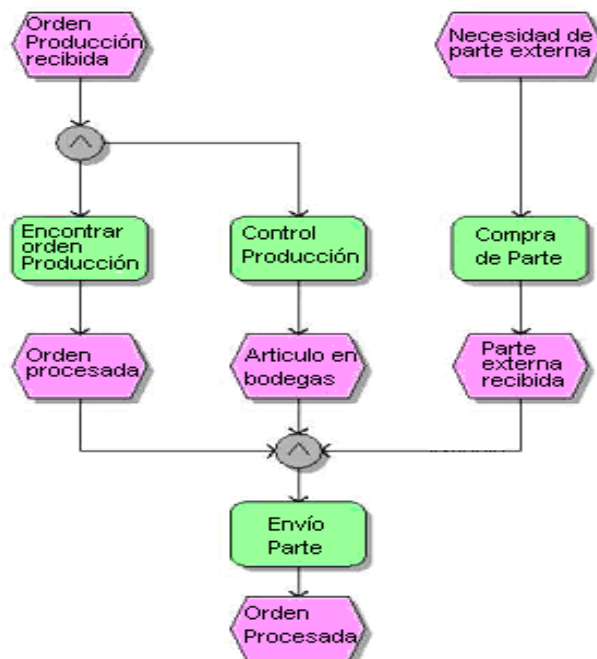 Orden
Producción
recibida
Necesidad de
parte externa
Encontrar
orden
Producción
Control
Producción
Compra
de Parte
Orden
procesada
Articulo en
bodegas
Parte
externa
recibida
Envío
Parte
Orden
Procesada